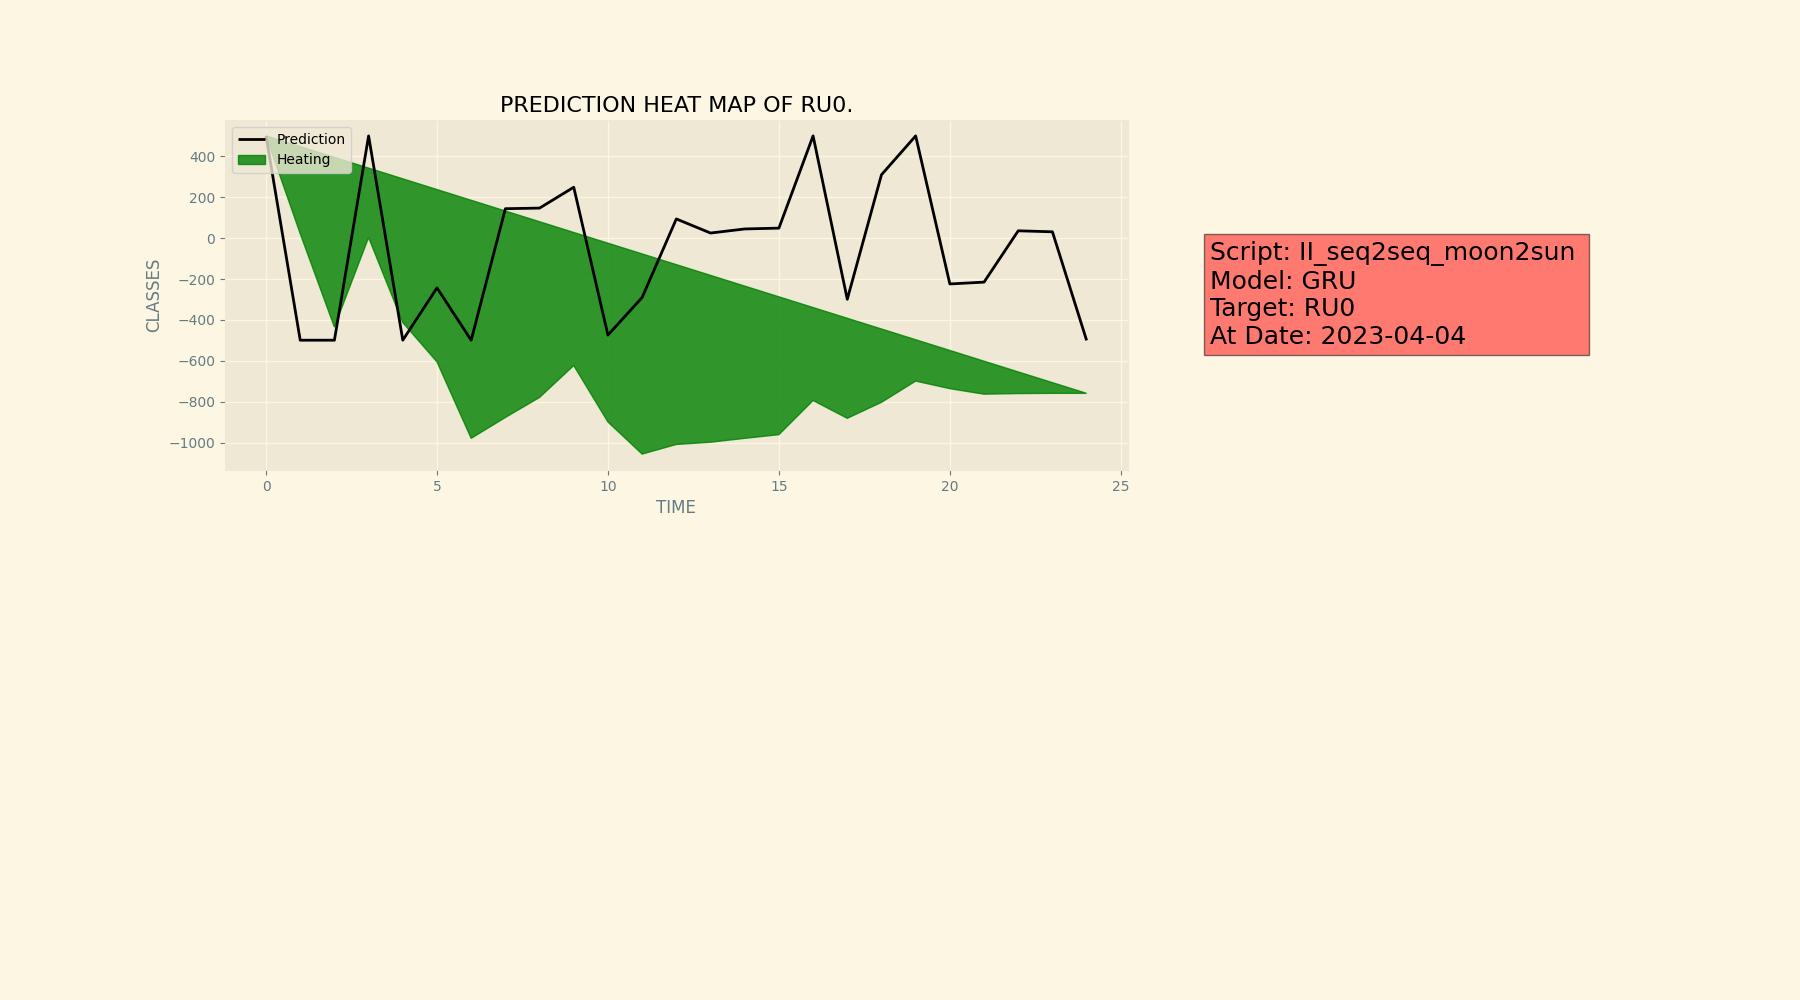 PREDICTION HEAT MAP OF RU0.
Prediction
Heating
400
200
0
−200
−400
−600
−800
−1000
CLASSES
0 5 10 15 20 25
TIME
Script: II_seq2seq_moon2sun
Model: GRU
Target: RU0
At Date: 2023-04-04